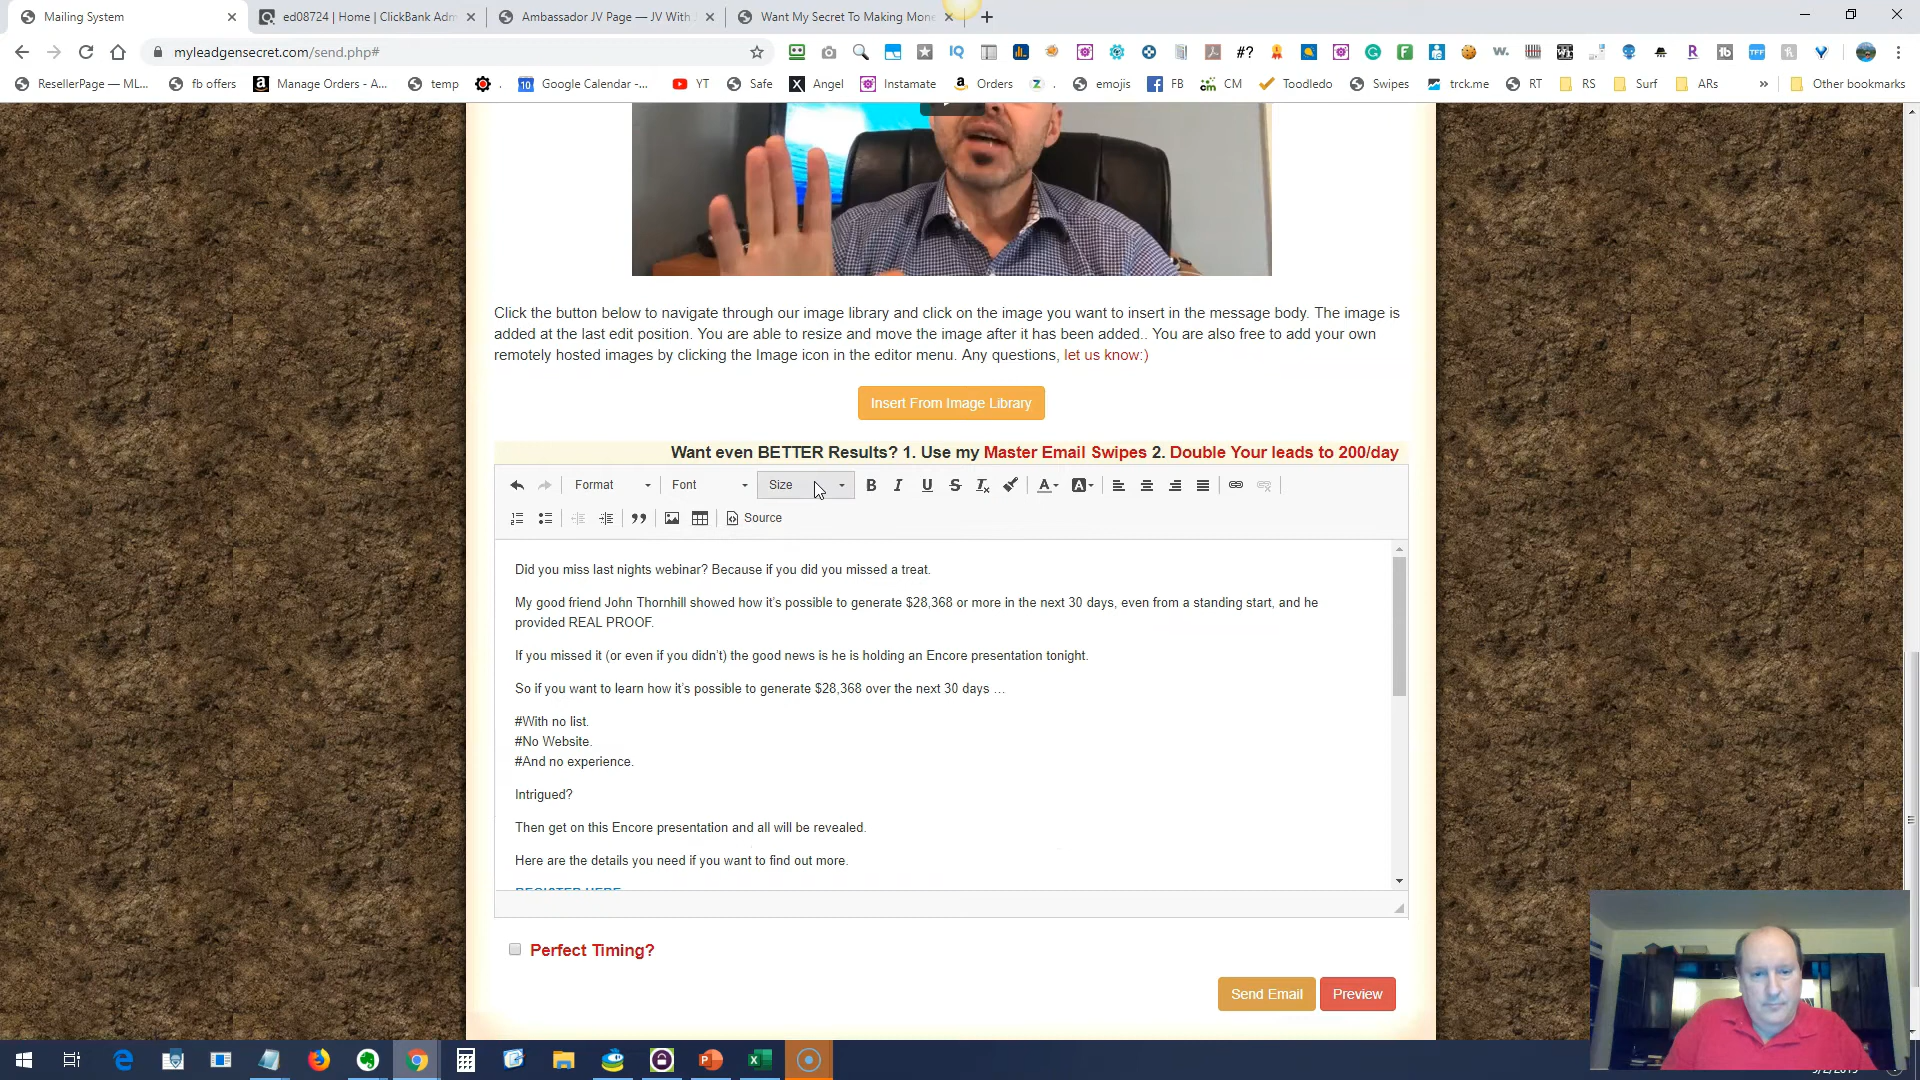 Mailing System
ed08724 | Home | ClickBank Adm
Ambassador JV Page — JV With
Want My Secret To Making Mone
myleadgensecret.com/send.php#
ResellerPage — ML...
fb offers
Manage Orders - A...
temp
Google Calendar -...
YT
Safe
Angel
Instamate
Orders
emojis
FB
CM
Toodledo
Swipes
trck.me
RT
RS
Surf
ARs
»
Other bookmarks
Click the button below to navigate through our image library and click on the image you want to insert in the message body. The image is
added at the last edit position. You are able to resize and move the image after it has been added.. You are also free to add your own
remotely hosted images by clicking the Image icon in the editor menu. Any questions, let us know:)
Insert From Image Library
Want even BETTER Results? 1. Use my Master Email Swipes 2. Double Your leads to 200/day
Format
Font
Size
Source
Did you miss last nights webinar? Because if you did you missed a treat.
My good friend John Thornhill showed how it’s possible to generate $28,368 or more in the next 30 days, even from a standing start, and he
provided REAL PROOF.
If you missed it (or even if you didn’t) the good news is he is holding an Encore presentation tonight.
So if you want to learn how it’s possible to generate $28,368 over the next 30 days …
#With no list.
#No Website.
#And no experience.
Intrigued?
Then get on this Encore presentation and all will be revealed.
Here are the details you need if you want to find out more.
REGISTER HERE
Perfect Timing?
Send Email
Preview